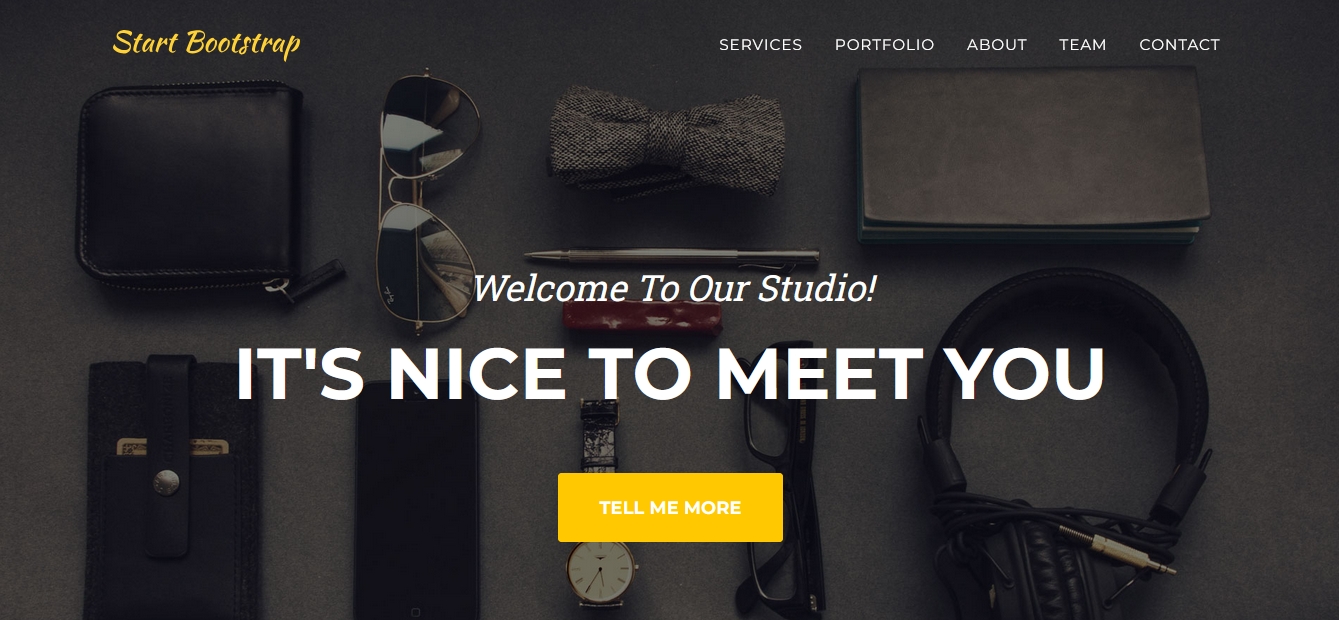 Start Bootstrap
SERVICES PORTFOLIO ABOUT TEAM CONTACT
Welcome To Our Studio!
IT'S NICE TO MEET YOU
TELL ME MORE